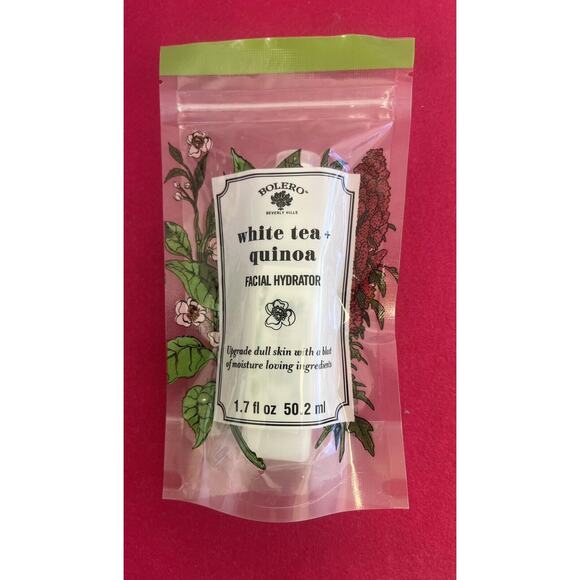 BOLERO™
BEVERLY HILLS
white tea +
quinoa
FACIAL HYDRATOR
Upgrade dull skin with a blast
of moisture loving ingredients
1.7 fl oz 50.2 ml